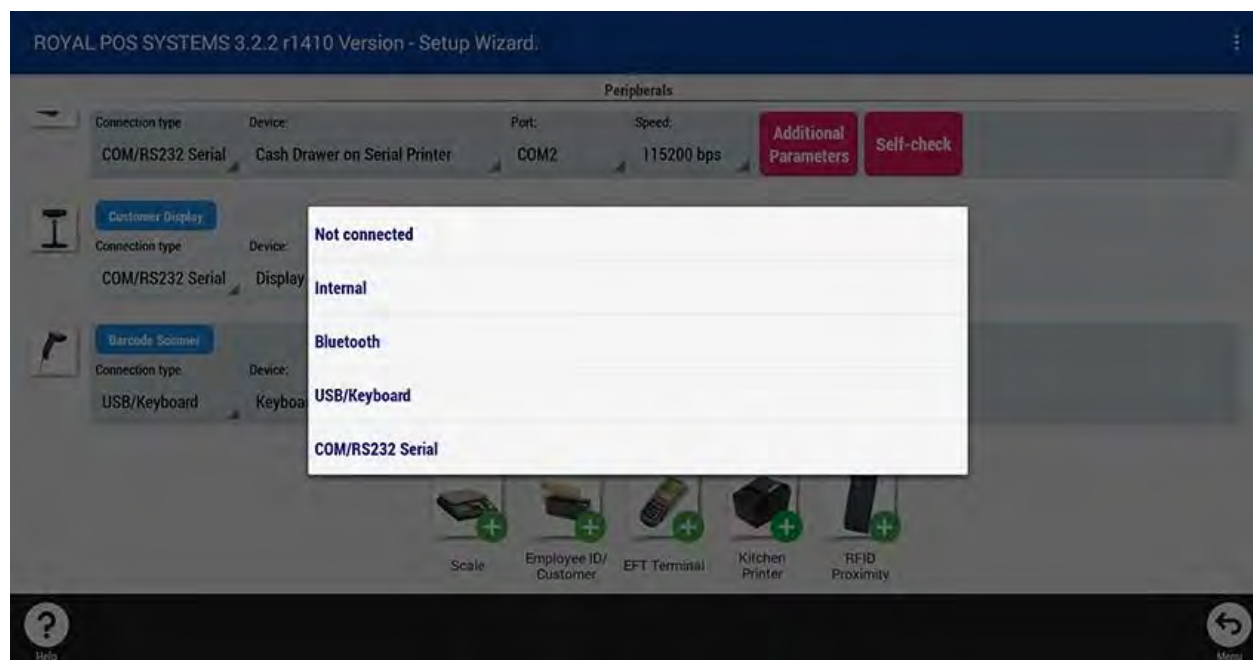 ROYAL POS SYSTEMS 3.2.2 r1410 Version - Setup Wizard.
Peripherals
Connection type Device: Port: Speed:
COM/RS232 Serial Cash Drawer on Serial Printer COM2 115200 bps
Additional
Parameters
Self-check
Customer Display
Connection type Device:
COM/RS232 Serial Display
Barcode Scanner
Connection type Device:
USB/Keyboard Keyboa
Not connected
Internal
Bluetooth
USB/Keyboard
COM/RS232 Serial
Scale
Employee ID/
Customer
EFT Terminal
Kitchen
Printer
RFID
Proximity
Help
Menu